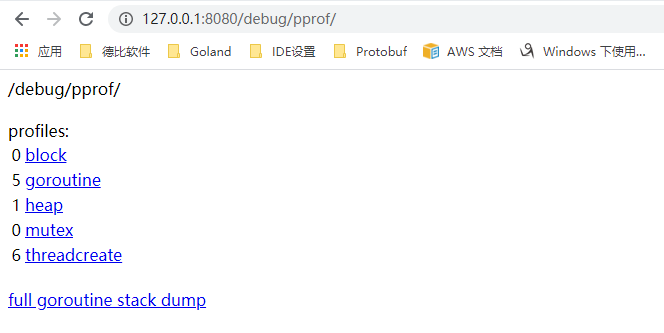 127.0.0.1:8080/debug/pprof/
应用 德比软件 Goland IDE设置 Protobuf AWS 文档 Windows 下使用...
/debug/pprof/
profiles:
0 block
5 goroutine
1 heap
0 mutex
6 threadcreate
full goroutine stack dump